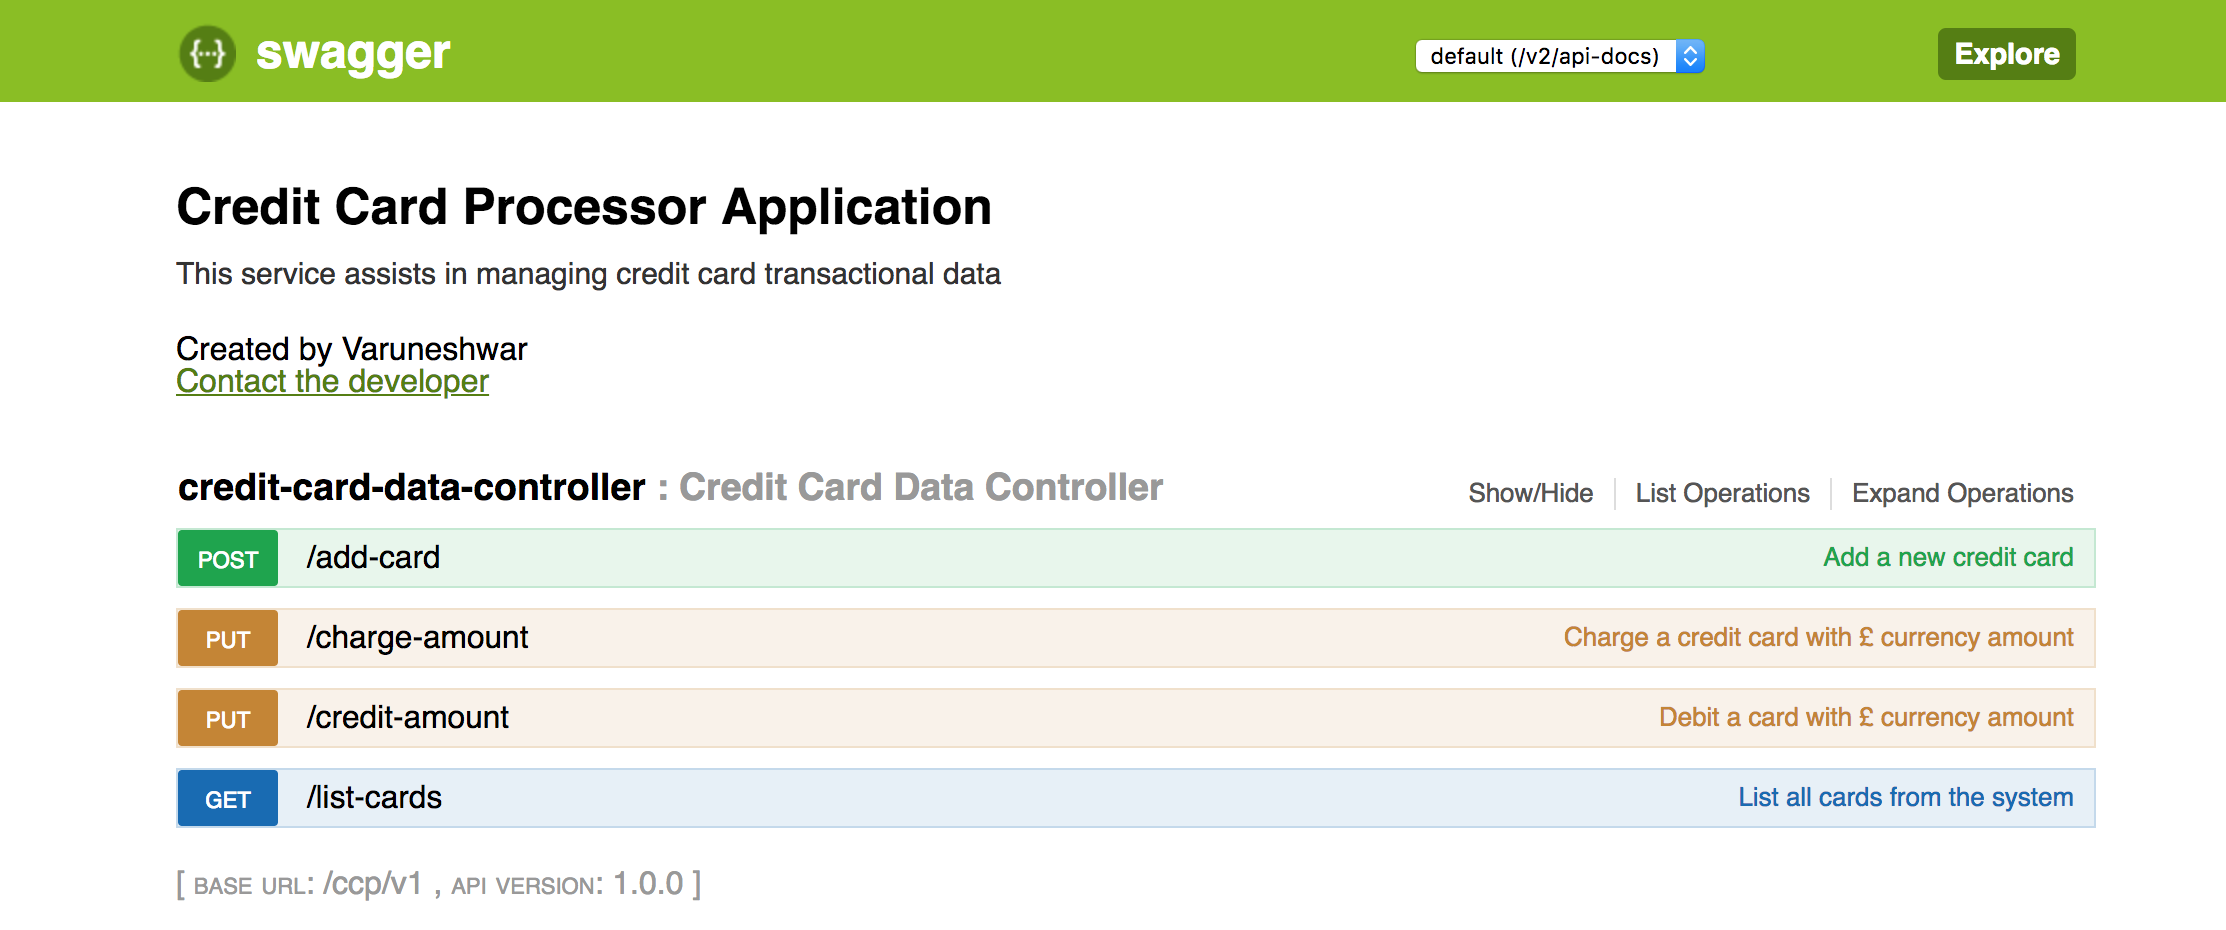 {···} swagger default (/v2/api-docs) Explore
Credit Card Processor Application
This service assists in managing credit card transactional data
Created by Varuneshwar
Contact the developer
credit-card-data-controller : Credit Card Data Controller Show/Hide List Operations Expand Operations
POST /add-card Add a new credit card
PUT /charge-amount Charge a credit card with £ currency amount
PUT /credit-amount Debit a card with £ currency amount
GET /list-cards List all cards from the system
[ BASE URL: /ccp/v1 , API VERSION: 1.0.0 ]